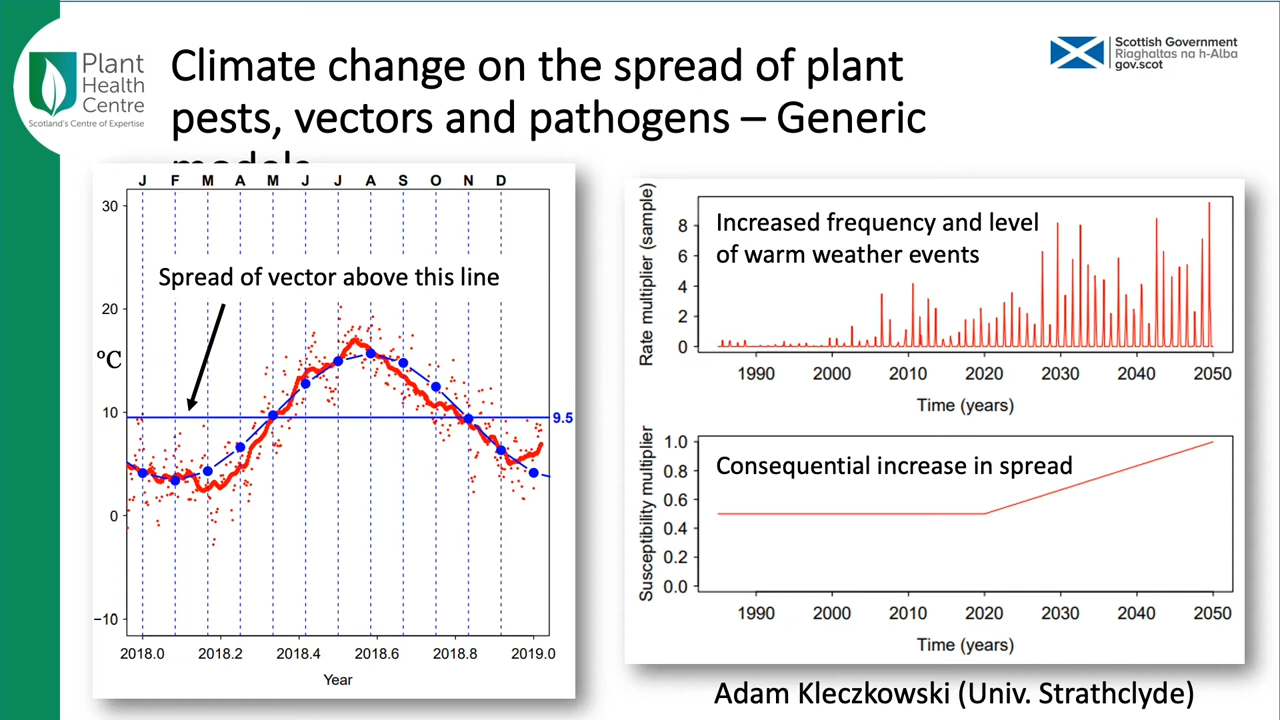 Plant
Health
Centre
Scotland's Centre of Expertise
Climate change on the spread of plant
pests, vectors and pathogens – Generic
models
Scottish Government
Riaghaltas na h-Alba
gov.scot
J F M A M J J A S O N D
30
Spread of vector above this line
20
°C
10
9.5
0
−10
2018.0 2018.2 2018.4 2018.6 2018.8 2019.0
Year
Rate multiplier (sample)
Increased frequency and level
of warm weather events
8
6
4
2
0
1990 2000 2010 2020 2030 2040 2050
Time (years)
Susceptibility multiplier
Consequential increase in spread
1.0
0.8
0.6
0.4
0.2
0.0
1990 2000 2010 2020 2030 2040 2050
Time (years)
Adam Kleczkowski (Univ. Strathclyde)